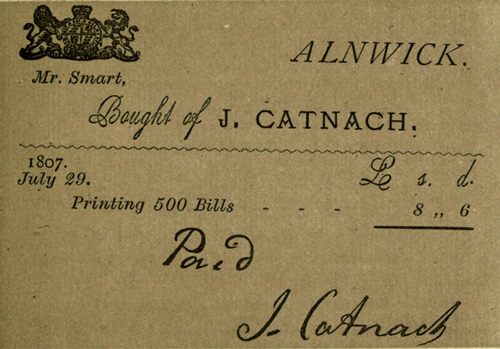 ALNWICK.
Mr. Smart,
Bought of J. CATNACH.
1807.
July 29. £ s. d.
Printing 500 Bills - - - 8 „ 6
Paid
J. Catnach